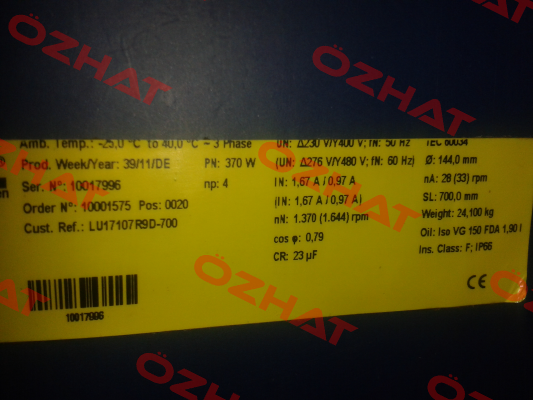 OZHAT
OZHAT
Amb. Temp.: -25,0 °C to 40,0 °C – 3 Phase
Prod. Week/Year: 39/11/DE
PN: 370 W
Ser. N°: 10017996
np: 4
en
Order N°: 10001575 Pos: 0020
Cust. Ref.: LU17107R9D-700
UN: Δ230 V/Y400 V; fN: 50 Hz
(UN: Δ276 V/Y480 V; fN: 60 Hz)
IN: 1,67 A / 0,97 A
(IN: 1,67 A / 0,97 A)
nN: 1.370 (1.644) rpm
cos φ: 0,79
CR: 23 µF
IEC 60034
Ø: 144,0 mm
nA: 28 (33) rpm
SL: 700,0 mm
Weight: 24,100 kg
Oil: Iso VG 150 FDA 1,90 l
Ins. Class: F; IP66
CE
10017996
OZHAT
OZHAT
OZHAT
OZHAT
OZHAT